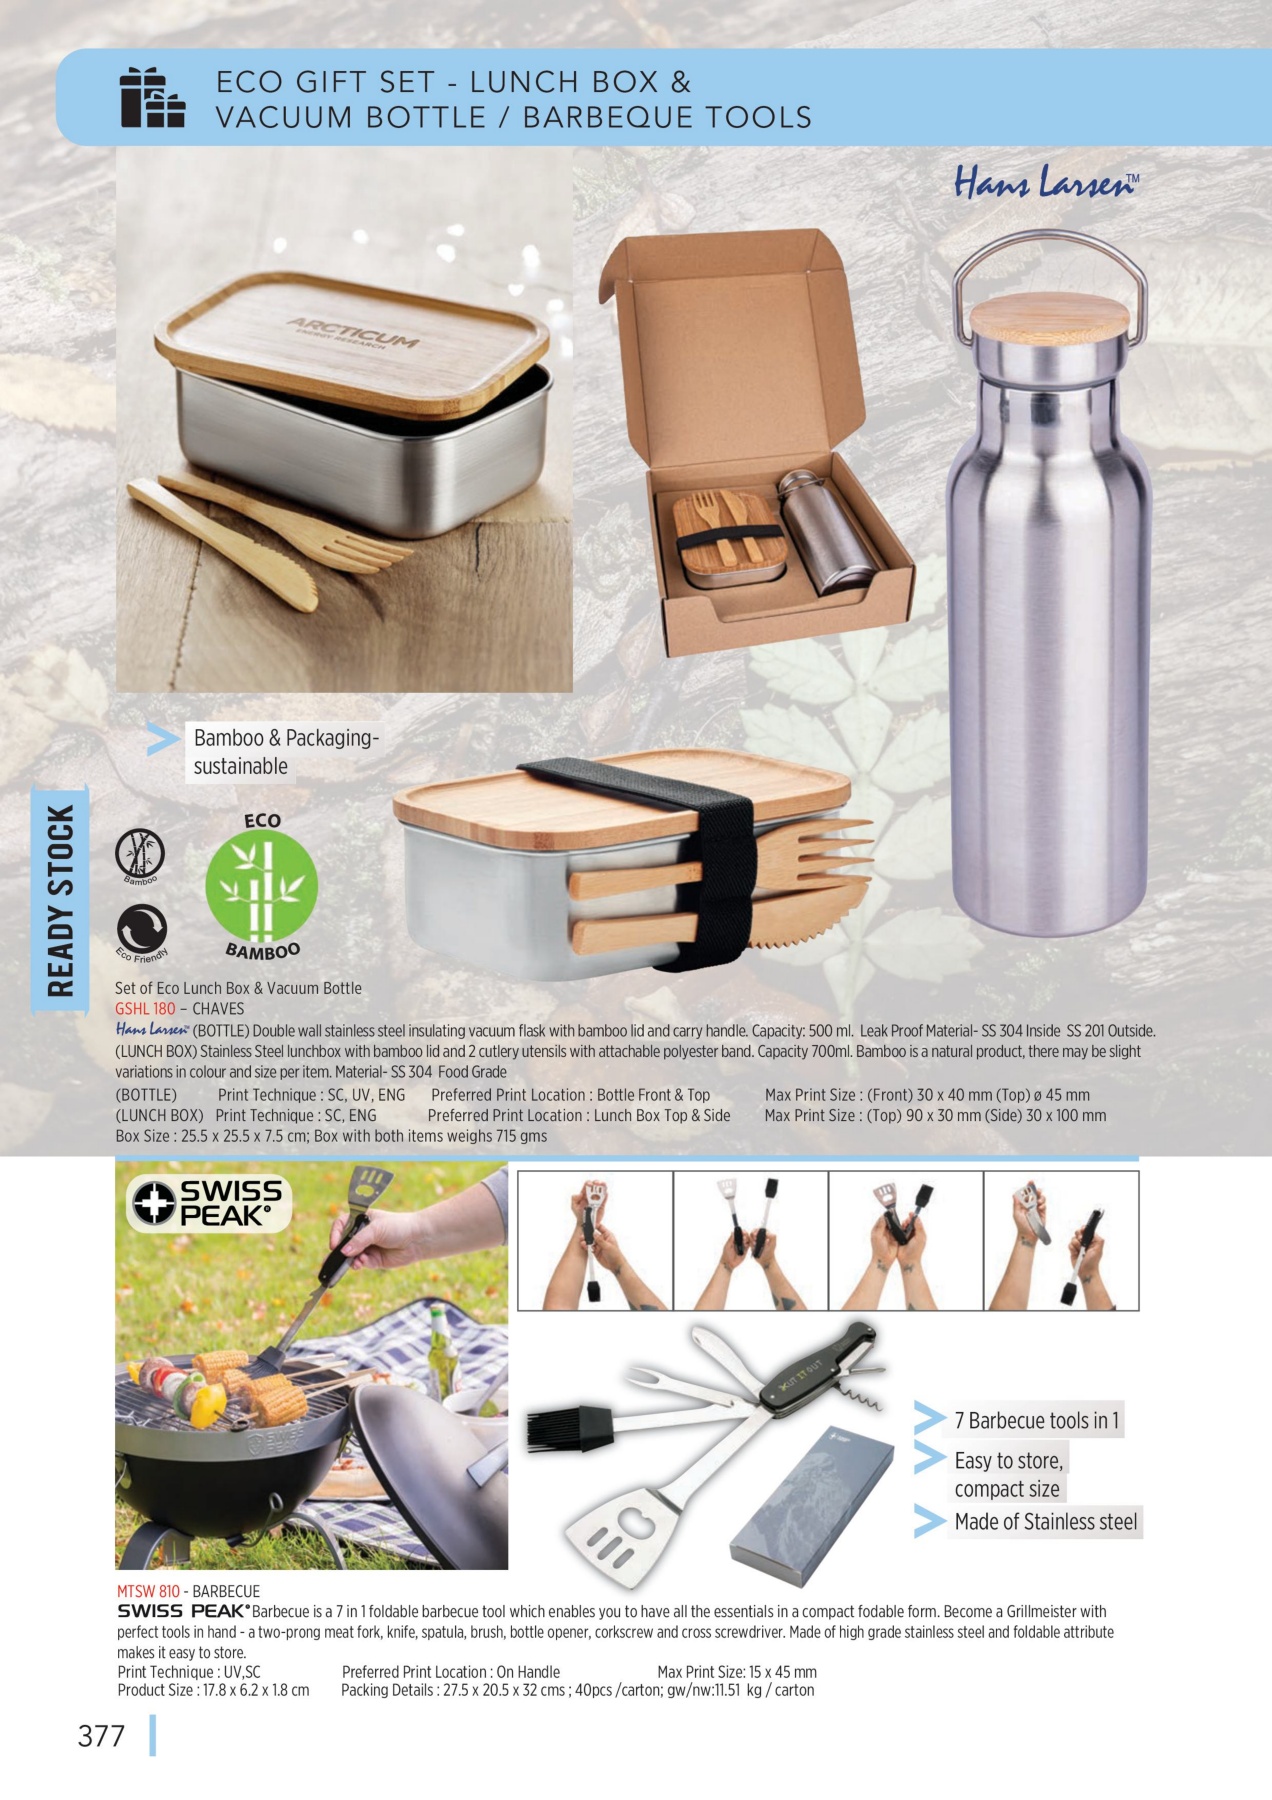 ECO GIFT SET - LUNCH BOX &
VACUUM BOTTLE / BARBEQUE TOOLS
Hans Larsen™
ARCTICUM
ENERGY RESEARCH
Bamboo & Packaging-
sustainable
READY STOCK
Bamboo
Eco Friendly
ECO
BAMBOO
Set of Eco Lunch Box & Vacuum Bottle
GSHL 180 – CHAVES
Hans Larsen™ (BOTTLE) Double wall stainless steel insulating vacuum flask with bamboo lid and carry handle. Capacity: 500 ml. Leak Proof Material- SS 304 Inside SS 201 Outside.
(LUNCH BOX) Stainless Steel lunchbox with bamboo lid and 2 cutlery utensils with attachable polyester band. Capacity 700ml. Bamboo is a natural product, there may be slight
variations in colour and size per item. Material- SS 304 Food Grade
(BOTTLE) Print Technique : SC, UV, ENG Preferred Print Location : Bottle Front & Top Max Print Size : (Front) 30 x 40 mm (Top) ø 45 mm
(LUNCH BOX) Print Technique : SC, ENG Preferred Print Location : Lunch Box Top & Side Max Print Size : (Top) 90 x 30 mm (Side) 30 x 100 mm
Box Size : 25.5 x 25.5 x 7.5 cm; Box with both items weighs 715 gms
SWISS
PEAK®
SWISS
PEAK
CUT IT OUT
7 Barbecue tools in 1
Easy to store,
compact size
Made of Stainless steel
MTSW 810 - BARBECUE
SWISS PEAK® Barbecue is a 7 in 1 foldable barbecue tool which enables you to have all the essentials in a compact fodable form. Become a Grillmeister with
perfect tools in hand - a two-prong meat fork, knife, spatula, brush, bottle opener, corkscrew and cross screwdriver. Made of high grade stainless steel and foldable attribute
makes it easy to store.
Print Technique : UV,SC Preferred Print Location : On Handle Max Print Size: 15 x 45 mm
Product Size : 17.8 x 6.2 x 1.8 cm Packing Details : 27.5 x 20.5 x 32 cms ; 40pcs /carton; gw/nw:11.51 kg / carton
377